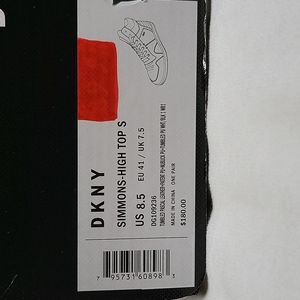 DKNY
SIMMONS-HIGH TOP S
US 8.5 EU 41 / UK 7.5
DG109236
MADE IN CHINA ONE PAIR
$180.00
7 95731 60898 3